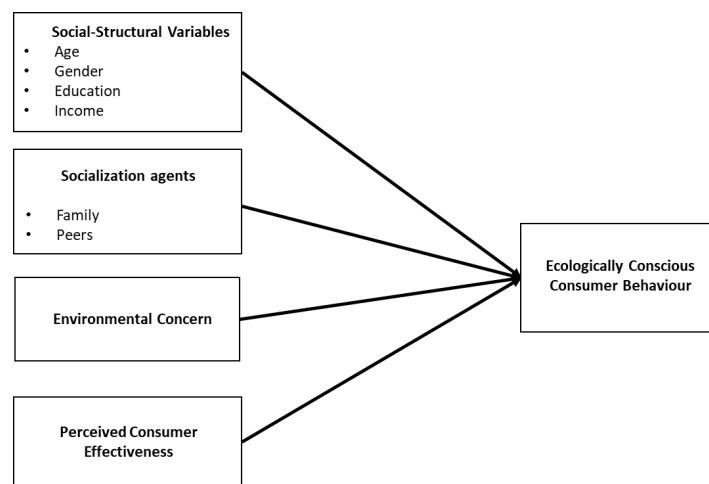 Social-Structural Variables
• Age
• Gender
• Education
• Income
Socialization agents
• Family
• Peers
Environmental Concern
Perceived Consumer
Effectiveness
Ecologically Conscious
Consumer Behaviour